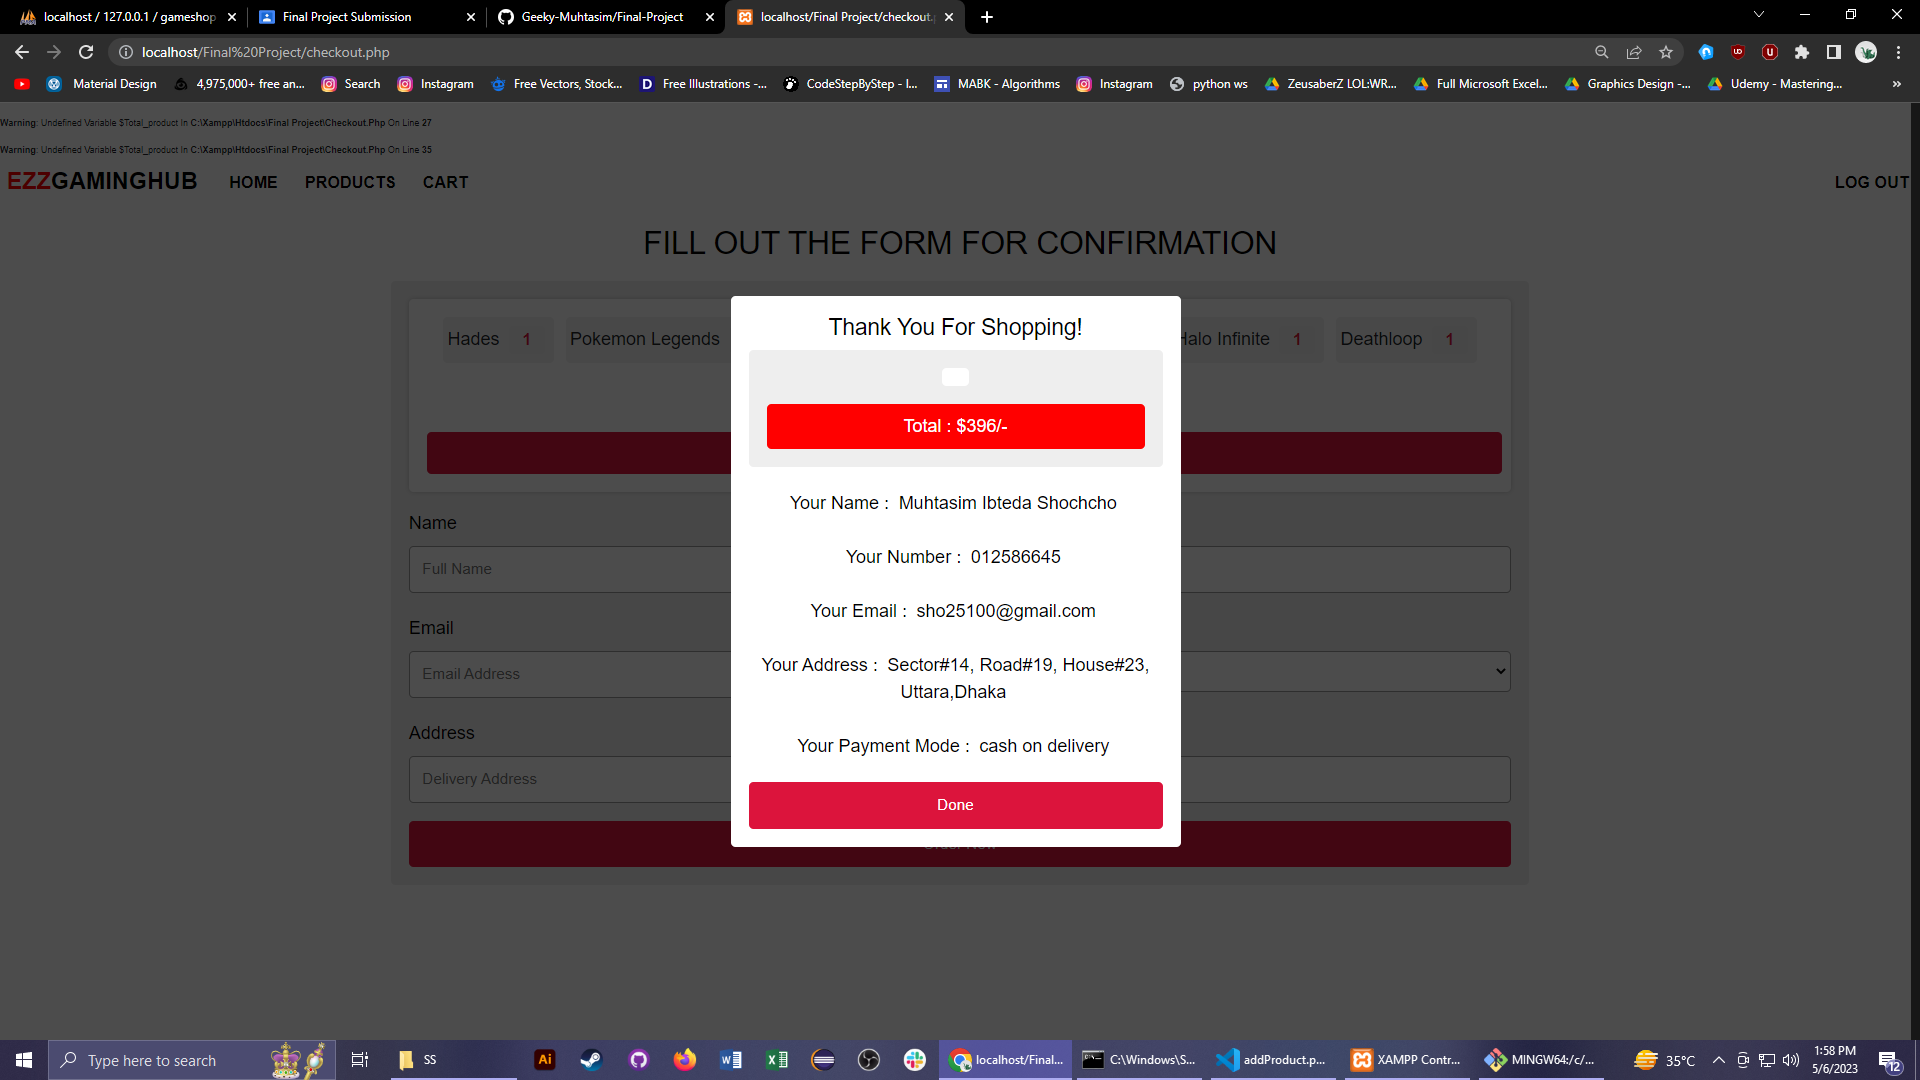 localhost / 127.0.0.1 / gameshop
Final Project Submission
Geeky-Muhtasim/Final-Project
localhost/Final Project/checkout.
localhost/Final%20Project/checkout.php
Material Design
4,975,000+ free an...
Search
Instagram
Free Vectors, Stock...
Free Illustrations -...
CodeStepByStep - I...
MABK - Algorithms
Instagram
python ws
ZeusaberZ LOL:WR...
Full Microsoft Excel...
Graphics Design -...
Udemy - Mastering...
»
Warning: Undefined Variable $Total_product In C:\Xampp\Htdocs\Final Project\Checkout.Php On Line 27
Warning: Undefined Variable $Total_product In C:\Xampp\Htdocs\Final Project\Checkout.Php On Line 35
EZZGAMINGHUB HOME PRODUCTS CART LOG OUT
FILL OUT THE FORM FOR CONFIRMATION
Hades 1 Pokemon Legends Halo Infinite 1 Deathloop 1
Thank You For Shopping!
Total : $396/-
Your Name : Muhtasim Ibteda Shochcho
Your Number : 012586645
Your Email : sho25100@gmail.com
Your Address : Sector#14, Road#19, House#23,
Uttara,Dhaka
Your Payment Mode : cash on delivery
Done
Name
Full Name
Email
Email Address
Address
Delivery Address
Type here to search
SS
Ai
localhost/Final...
C:\Windows\S...
addProduct.p...
XAMPP Contr...
MINGW64:/c/...
35°C
1:58 PM
5/6/2023
12